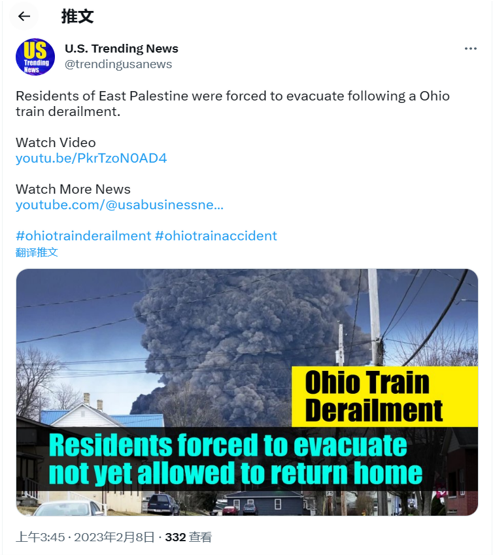 推文
US
Trending
News
U.S. Trending News
@trendingusanews
Residents of East Palestine were forced to evacuate following a Ohio
train derailment.
Watch Video
youtu.be/PkrTzoN0AD4
Watch More News
youtube.com/@usabusinessne...
#ohiotrainderailment #ohiotrainaccident
翻译推文
Ohio Train
Derailment
Residents forced to evacuate
not yet allowed to return home
上午3:45 · 2023年2月8日 · 332 查看